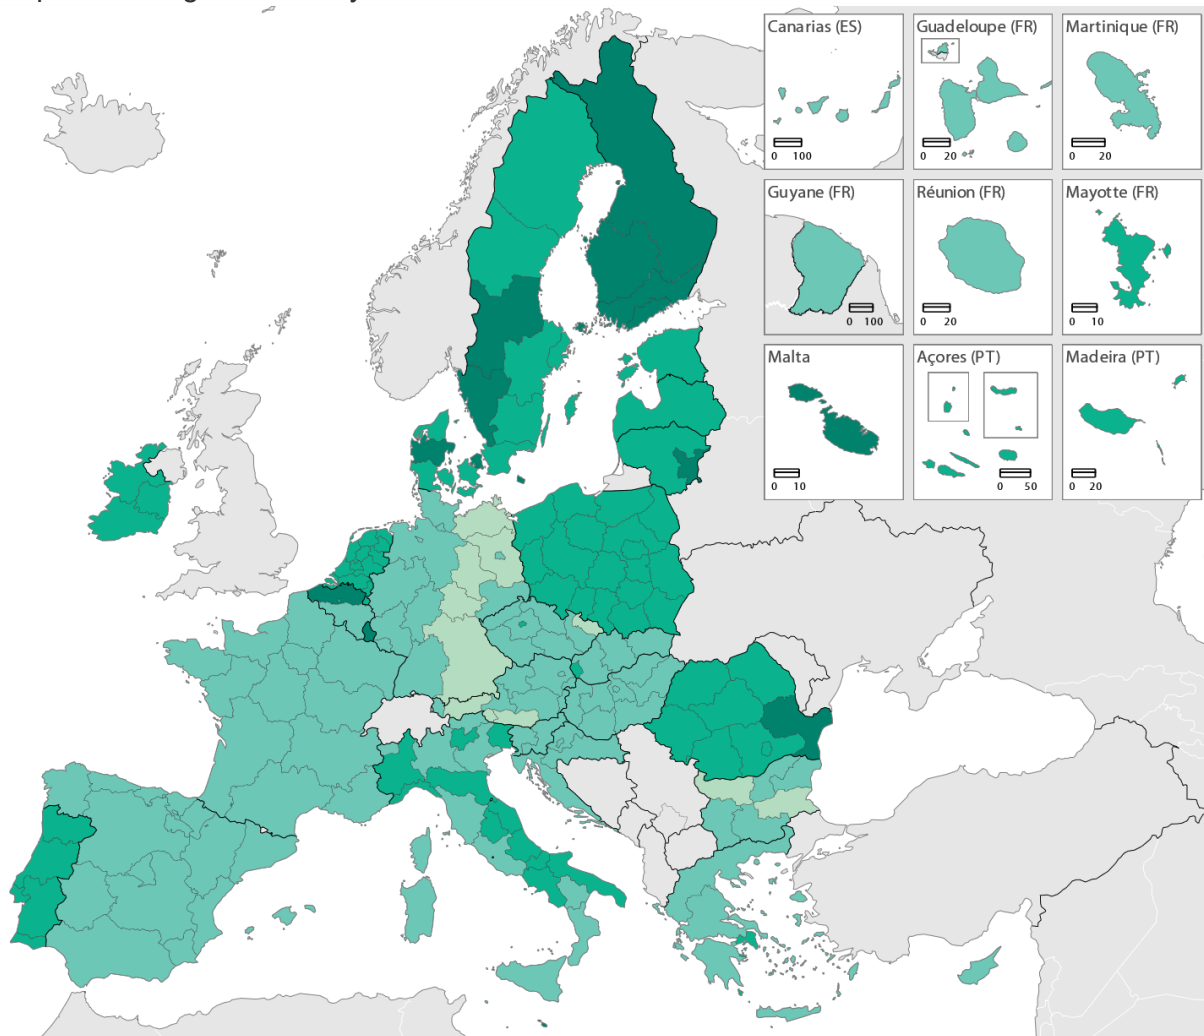 Canarias (ES)
0 100
Guadeloupe (FR)
0 20
Martinique (FR)
0 20
Guyane (FR)
0 100
Réunion (FR)
0 20
Mayotte (FR)
0 10
Malta
0 10
Açores (PT)
0 50
Madeira (PT)
0 20